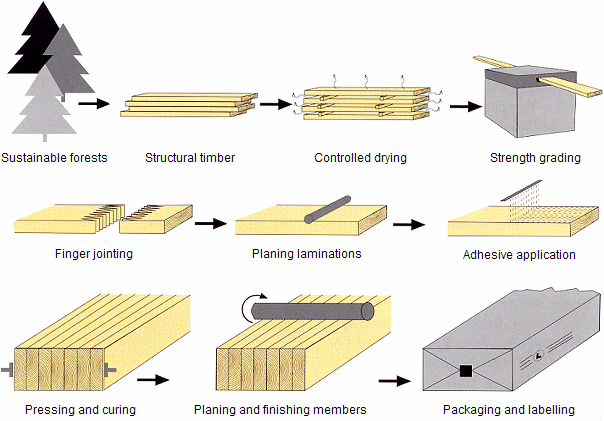 Sustainable forests
Structural timber
Controlled drying
Strength grading
Finger jointing
Planing laminations
Adhesive application
Pressing and curing
Planing and finishing members
Packaging and labelling